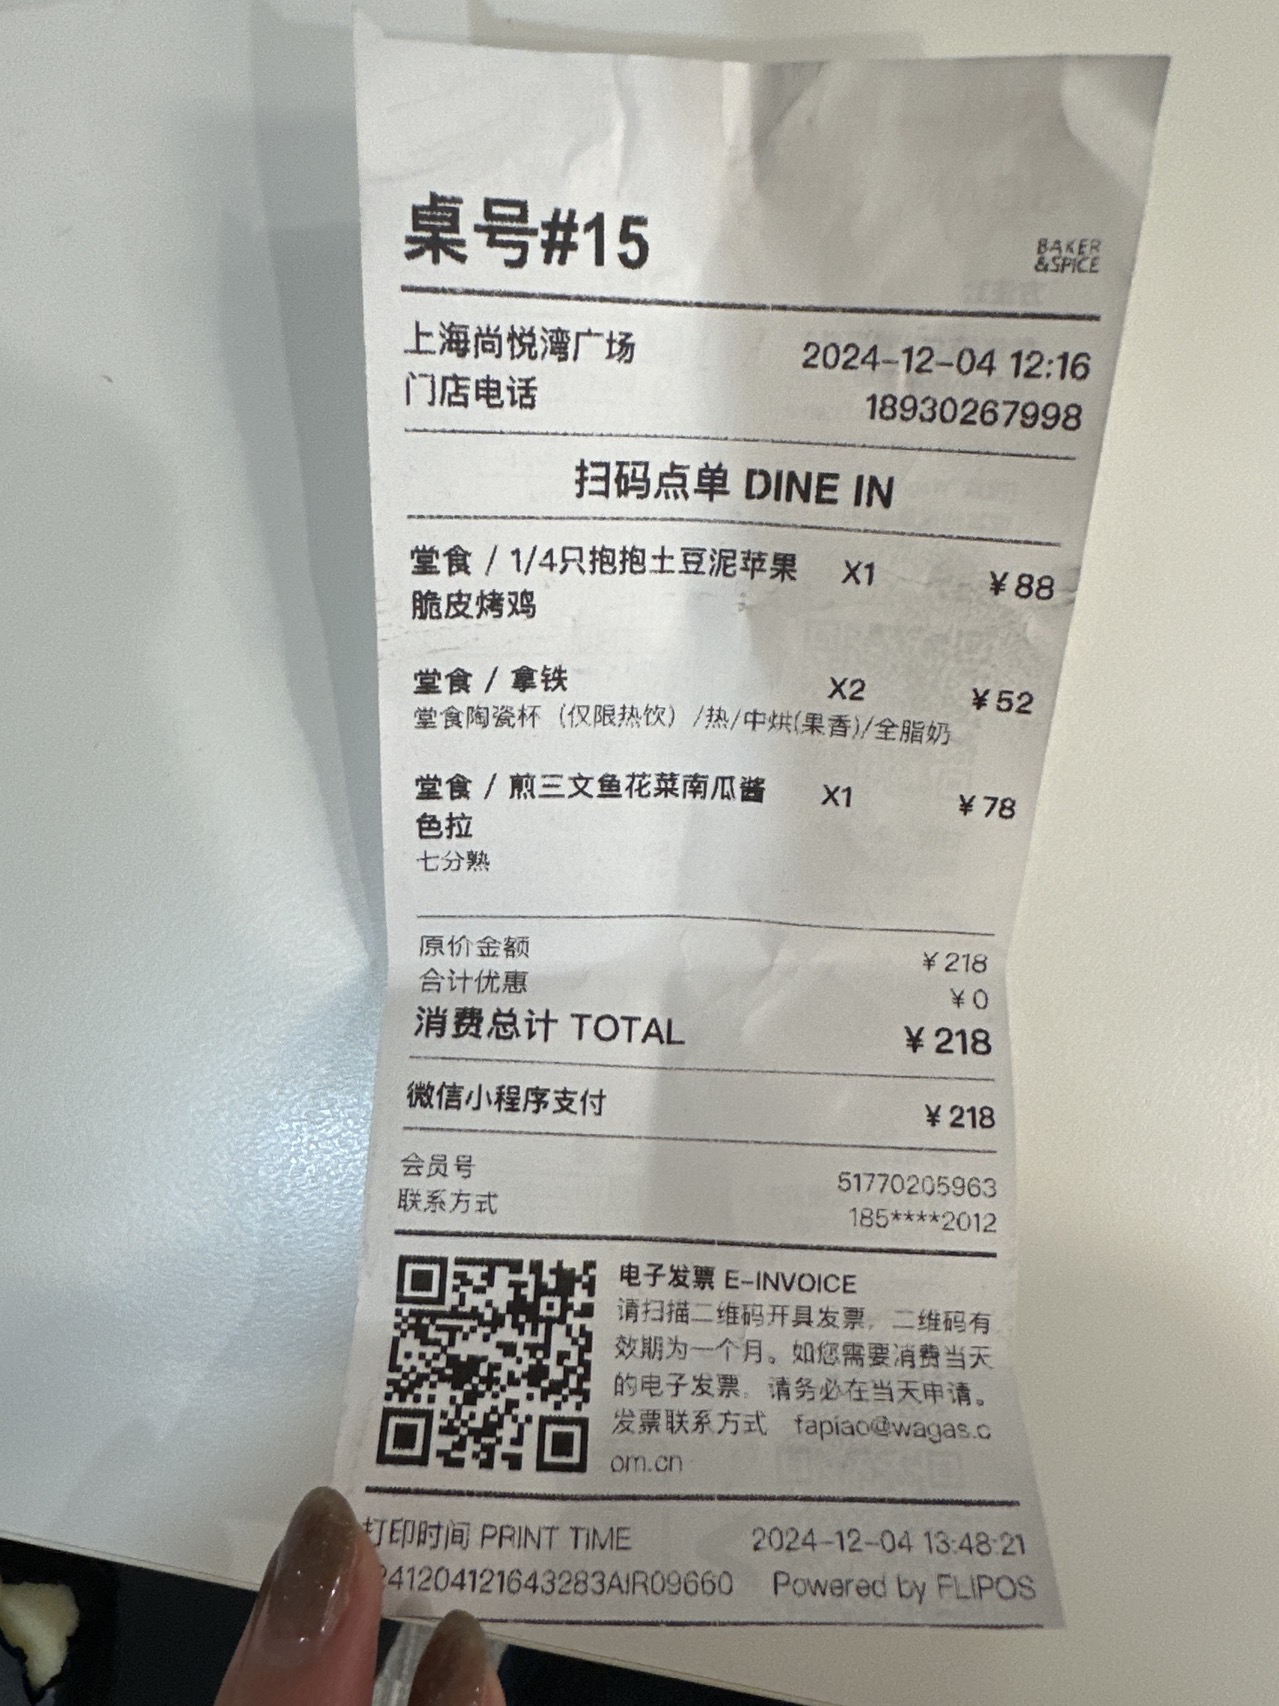 桌号#15
BAKER
&SPICE
上海尚悦湾广场 2024-12-04 12:16
门店电话 18930267998
扫码点单 DINE IN
堂食 / 1/4只抱抱土豆泥苹果 X1 ￥88
脆皮烤鸡
堂食 / 拿铁 X2 ￥52
堂食陶瓷杯（仅限热饮）/热/中烘(果香)/全脂奶
堂食 / 煎三文鱼花菜南瓜酱 X1 ￥78
色拉
七分熟
原价金额 ￥218
合计优惠 ￥0
消费总计 TOTAL ￥218
微信小程序支付 ￥218
会员号 51770205963
联系方式 185****2012
电子发票 E-INVOICE
请扫描二维码开具发票，二维码有
效期为一个月。如您需要消费当天
的电子发票，请务必在当天申请。
发票联系方式 fapiao@wagas.c
om.cn
打印时间 PRINT TIME 2024-12-04 13:48:21
241204121643283AIR09660 Powered by FLIPOS